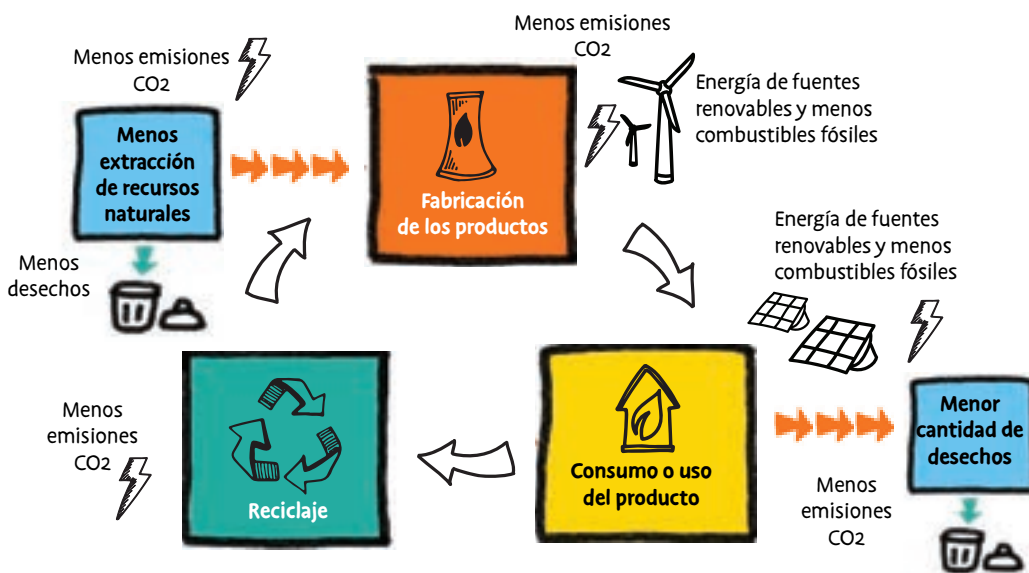 Menos emisiones
CO2
Menos
extracción
de recursos
naturales
Menos
desechos
Fabricación
de los productos
Menos emisiones
CO2
Energía de fuentes
renovables y menos
combustibles fósiles
Energía de fuentes
renovables y menos
combustibles fósiles
Menor
cantidad de
desechos
Menos
emisiones
CO2
Consumo o uso
del producto
Reciclaje
Menos
emisiones
CO2